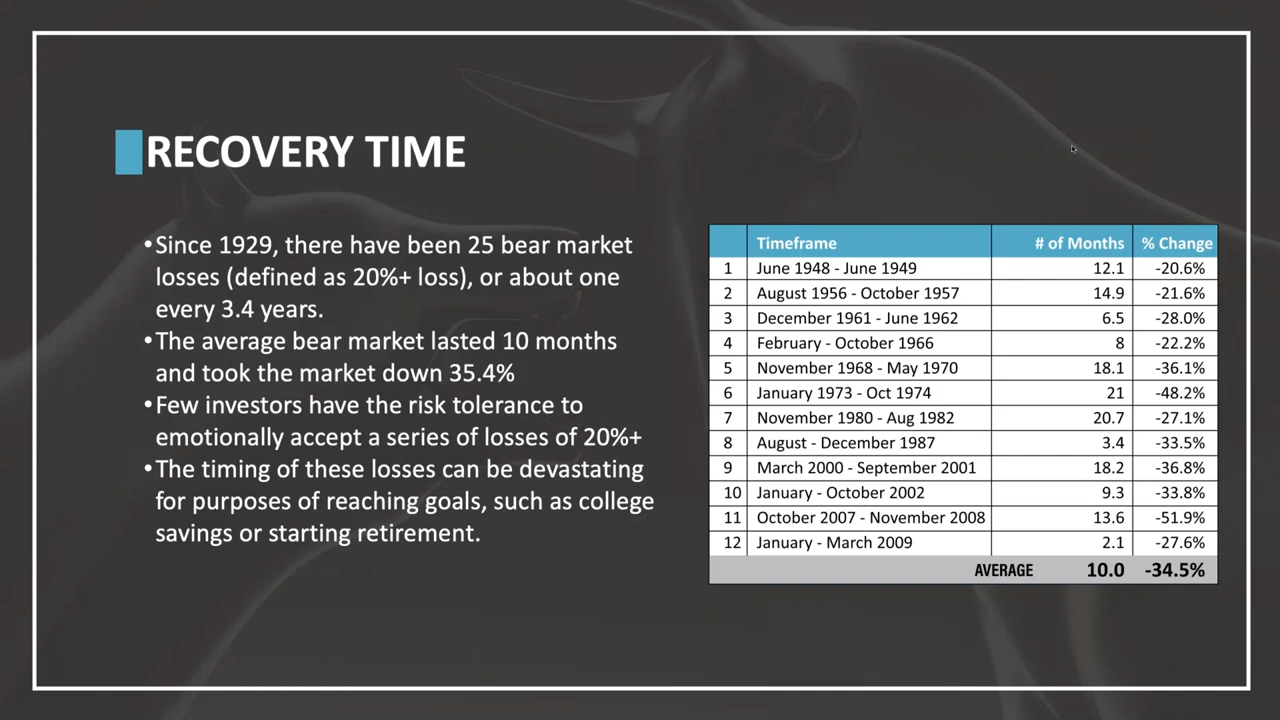 RECOVERY TIME
•Since 1929, there have been 25 bear market
losses (defined as 20%+ loss), or about one
every 3.4 years.
•The average bear market lasted 10 months
and took the market down 35.4%
•Few investors have the risk tolerance to
emotionally accept a series of losses of 20%+
•The timing of these losses can be devastating
for purposes of reaching goals, such as college
savings or starting retirement.
Timeframe # of Months % Change
1 June 1948 - June 1949 12.1 -20.6%
2 August 1956 - October 1957 14.9 -21.6%
3 December 1961 - June 1962 6.5 -28.0%
4 February - October 1966 8 -22.2%
5 November 1968 - May 1970 18.1 -36.1%
6 January 1973 - Oct 1974 21 -48.2%
7 November 1980 - Aug 1982 20.7 -27.1%
8 August - December 1987 3.4 -33.5%
9 March 2000 - September 2001 18.2 -36.8%
10 January - October 2002 9.3 -33.8%
11 October 2007 - November 2008 13.6 -51.9%
12 January - March 2009 2.1 -27.6%
AVERAGE 10.0 -34.5%